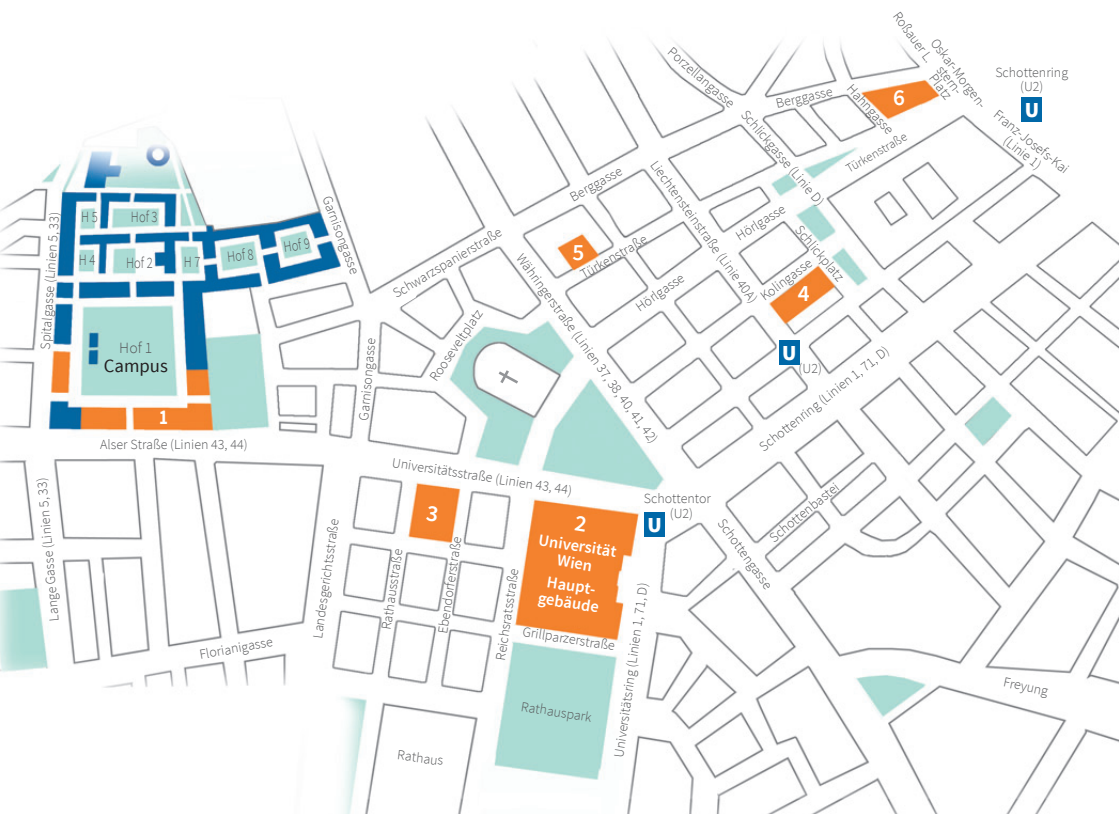 Roßauer L
Oskar-Morgen-
stern-
Platz
Schottenring
(U2)
U
Porzellangasse
Berggasse
6
Hahngasse
Franz-Josefs-Kai
(Linie 1)
Schlickgasse (Linie D)
Türkenstraße
Berggasse
Liechtensteinstraße (Linie 40A)
H 5
Hof 3
Garnisongasse
Spitalgasse (Linien 5, 33)
H 4
Hof 2
H 7
Hof 8
Hof 9
Schwarzspanierstraße
5
Türkenstraße
Hörlgasse
Schlickplatz
Kolingasse
4
Währingerstraße (Linien 37, 38, 40, 41, 42)
Hörlgasse
Hof 1
Campus
Rooseveltplatz
Garnisongasse
U
(U2)
Schottenring (Linien 1, 71, D)
1
Alser Straße (Linien 43, 44)
Universitätsstraße (Linien 43, 44)
Schottentor
(U2)
U
Schottenbastei
Schottengasse
Lange Gasse (Linien 5, 33)
3
2
Universität
Wien
Haupt-
gebäude
Landesgerichtsstraße
Rathausstraße
Ebendorferstraße
Reichsratsstraße
Grillparzerstraße
Universitätsring (Linien 1, 71, D)
Florianigasse
Freyung
Rathauspark
Rathaus